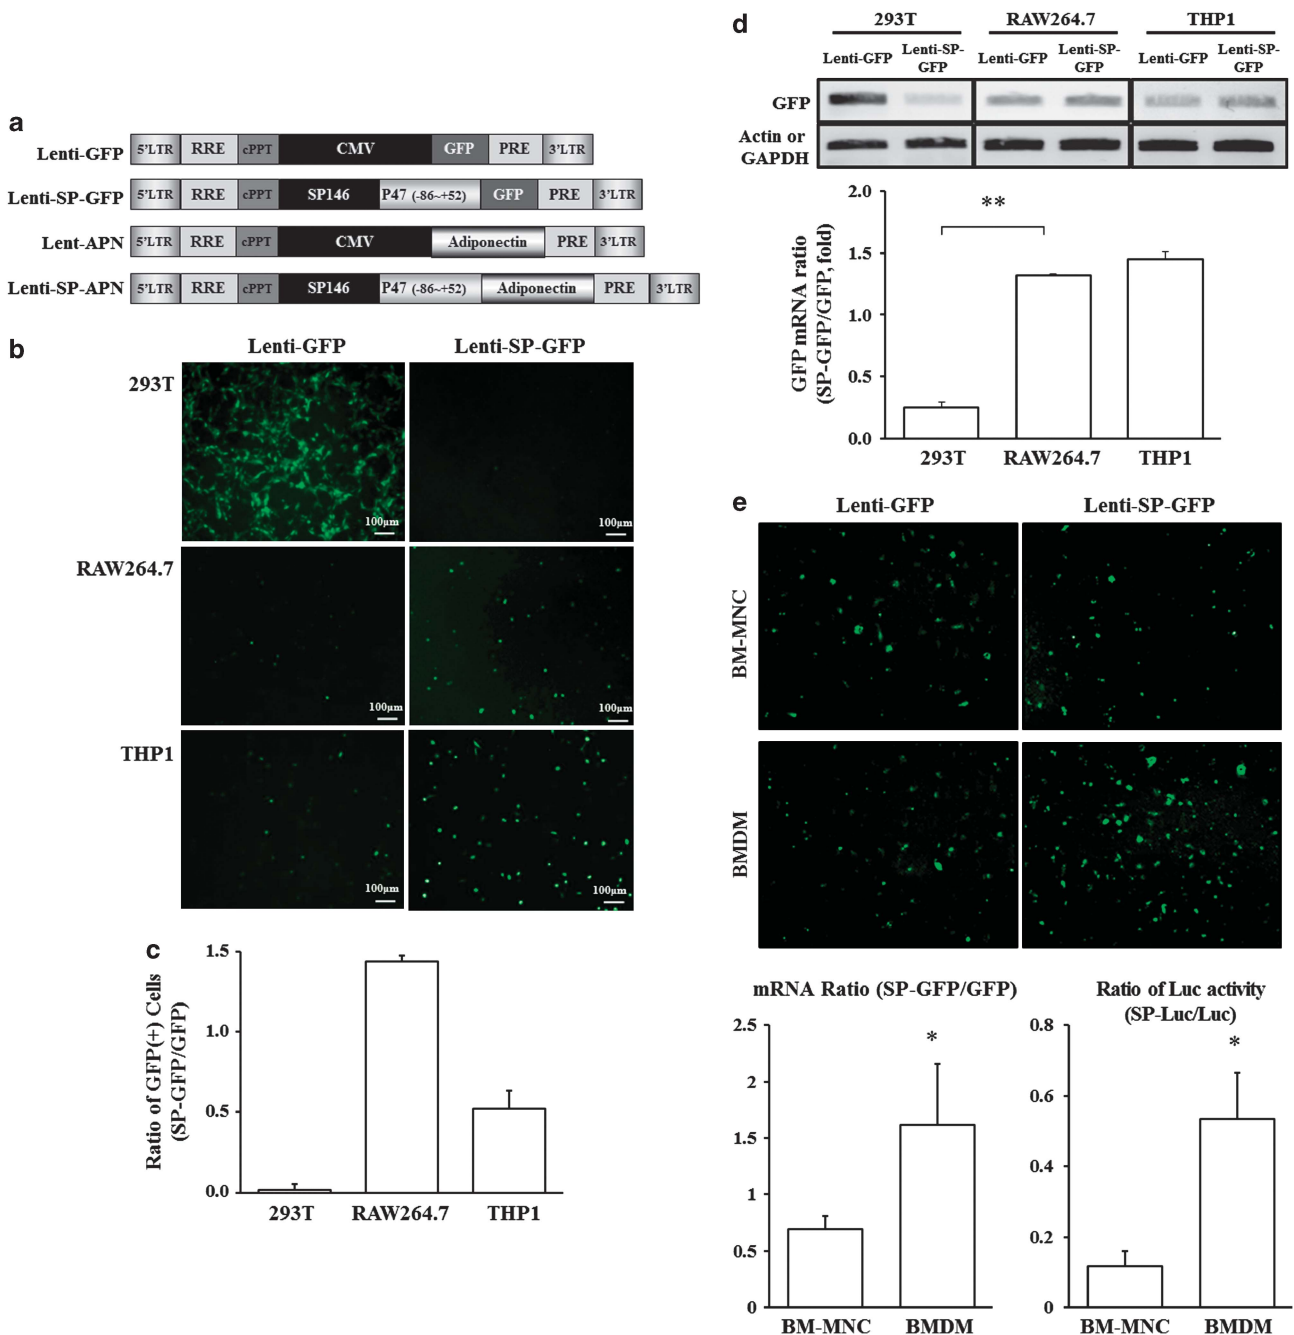 a
Lenti-GFP 5'LTR RRE cPPT CMV GFP PRE 3'LTR
Lenti-SP-GFP 5'LTR RRE cPPT SP146 P47 (-86~+52) GFP PRE 3'LTR
Lent-APN 5'LTR RRE cPPT CMV Adiponectin PRE 3'LTR
Lenti-SP-APN 5'LTR RRE cPPT SP146 P47 (-86~+52) Adiponectin PRE 3'LTR
b
Lenti-GFP Lenti-SP-GFP
293T
100µm 100µm
RAW264.7
100µm 100µm
THP1
100µm 100µm
c
Ratio of GFP(+) Cells
(SP-GFP/GFP)
1.5
1.0
0.5
0.0
293T RAW264.7 THP1
d
293T RAW264.7 THP1
Lenti-GFP Lenti-SP-GFP Lenti-GFP Lenti-SP-GFP Lenti-GFP Lenti-SP-GFP
GFP
Actin or
GAPDH
GFP mRNA ratio
(SP-GFP/GFP, fold)
2.0
1.5
1.0
0.5
0.0
**
293T RAW264.7 THP1
e
Lenti-GFP Lenti-SP-GFP
BM-MNC
BMDM
mRNA Ratio (SP-GFP/GFP)
2.5
2
1.5
1
0.5
0
*
BM-MNC BMDM
Ratio of Luc activity
(SP-Luc/Luc)
0.8
0.6
0.4
0.2
0
*
BM-MNC BMDM